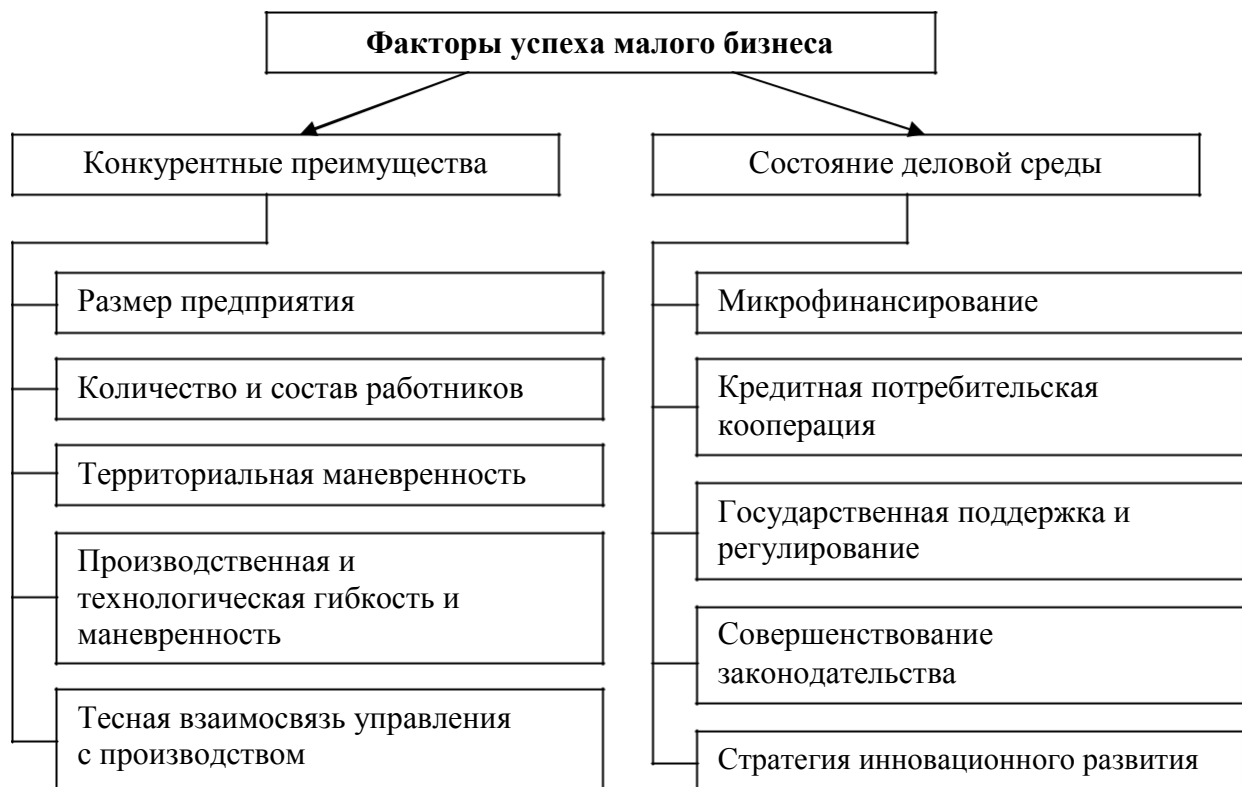 Факторы успеха малого бизнеса
Конкурентные преимущества
Размер предприятия
Количество и состав работников
Территориальная маневренность
Производственная и
технологическая гибкость и
маневренность
Тесная взаимосвязь управления
с производством
Состояние деловой среды
Микрофинансирование
Кредитная потребительская
кооперация
Государственная поддержка и
регулирование
Совершенствование
законодательства
Стратегия инновационного развития